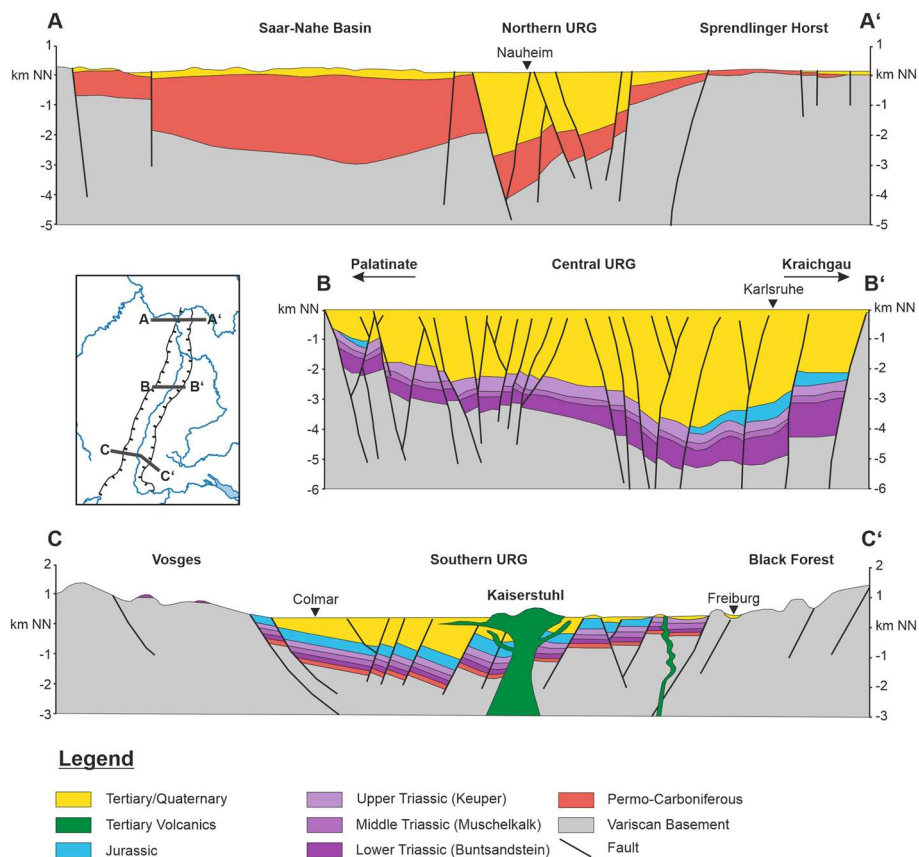 A Saar-Nahe Basin Northern URG Sprendlinger Horst A‘
Nauheim
1 1
km NN km NN
-1 -1
-2 -2
-3 -3
-4 -4
-5 -5
B Palatinate Central URG Kraichgau B‘
Karlsruhe
km NN km NN
-1 -1
-2 -2
-3 -3
-4 -4
-5 -5
-6 -6
A A‘
B B‘
C C‘
C Vosges Southern URG Black Forest C‘
2 2
Colmar Kaiserstuhl Freiburg
1 1
km NN km NN
-1 -1
-2 -2
-3 -3
Legend
Tertiary/Quaternary Upper Triassic (Keuper) Permo-Carboniferous
Tertiary Volcanics Middle Triassic (Muschelkalk) Variscan Basement
Jurassic Lower Triassic (Buntsandstein) Fault